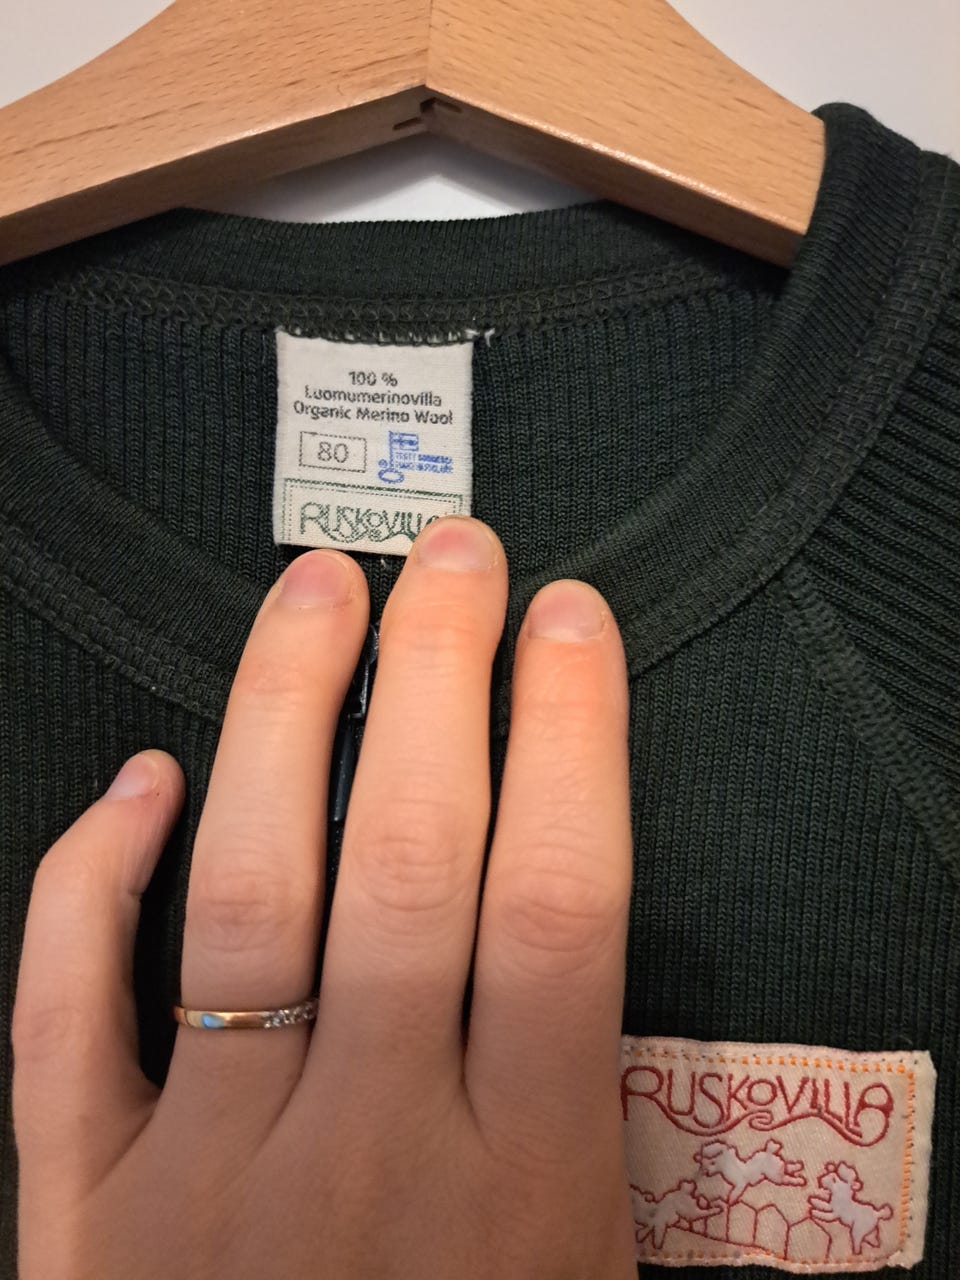 100 %
Luomumerinovilla
Organic Merino Wool
80
RUSKOVILLA
RUSKOVILLA